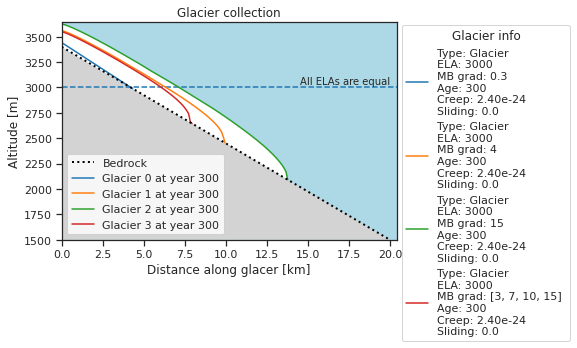 Glacier collection
3500
3250
3000
2750
2500
2250
2000
1750
1500
Altitude [m]
All ELAs are equal
Bedrock
Glacier 0 at year 300
Glacier 1 at year 300
Glacier 2 at year 300
Glacier 3 at year 300
0.0 2.5 5.0 7.5 10.0 12.5 15.0 17.5 20.0
Distance along glacer [km]
Glacier info
Type: Glacier
ELA: 3000
MB grad: 0.3
Age: 300
Creep: 2.40e-24
Sliding: 0.0
Type: Glacier
ELA: 3000
MB grad: 4
Age: 300
Creep: 2.40e-24
Sliding: 0.0
Type: Glacier
ELA: 3000
MB grad: 15
Age: 300
Creep: 2.40e-24
Sliding: 0.0
Type: Glacier
ELA: 3000
MB grad: [3, 7, 10, 15]
Age: 300
Creep: 2.40e-24
Sliding: 0.0